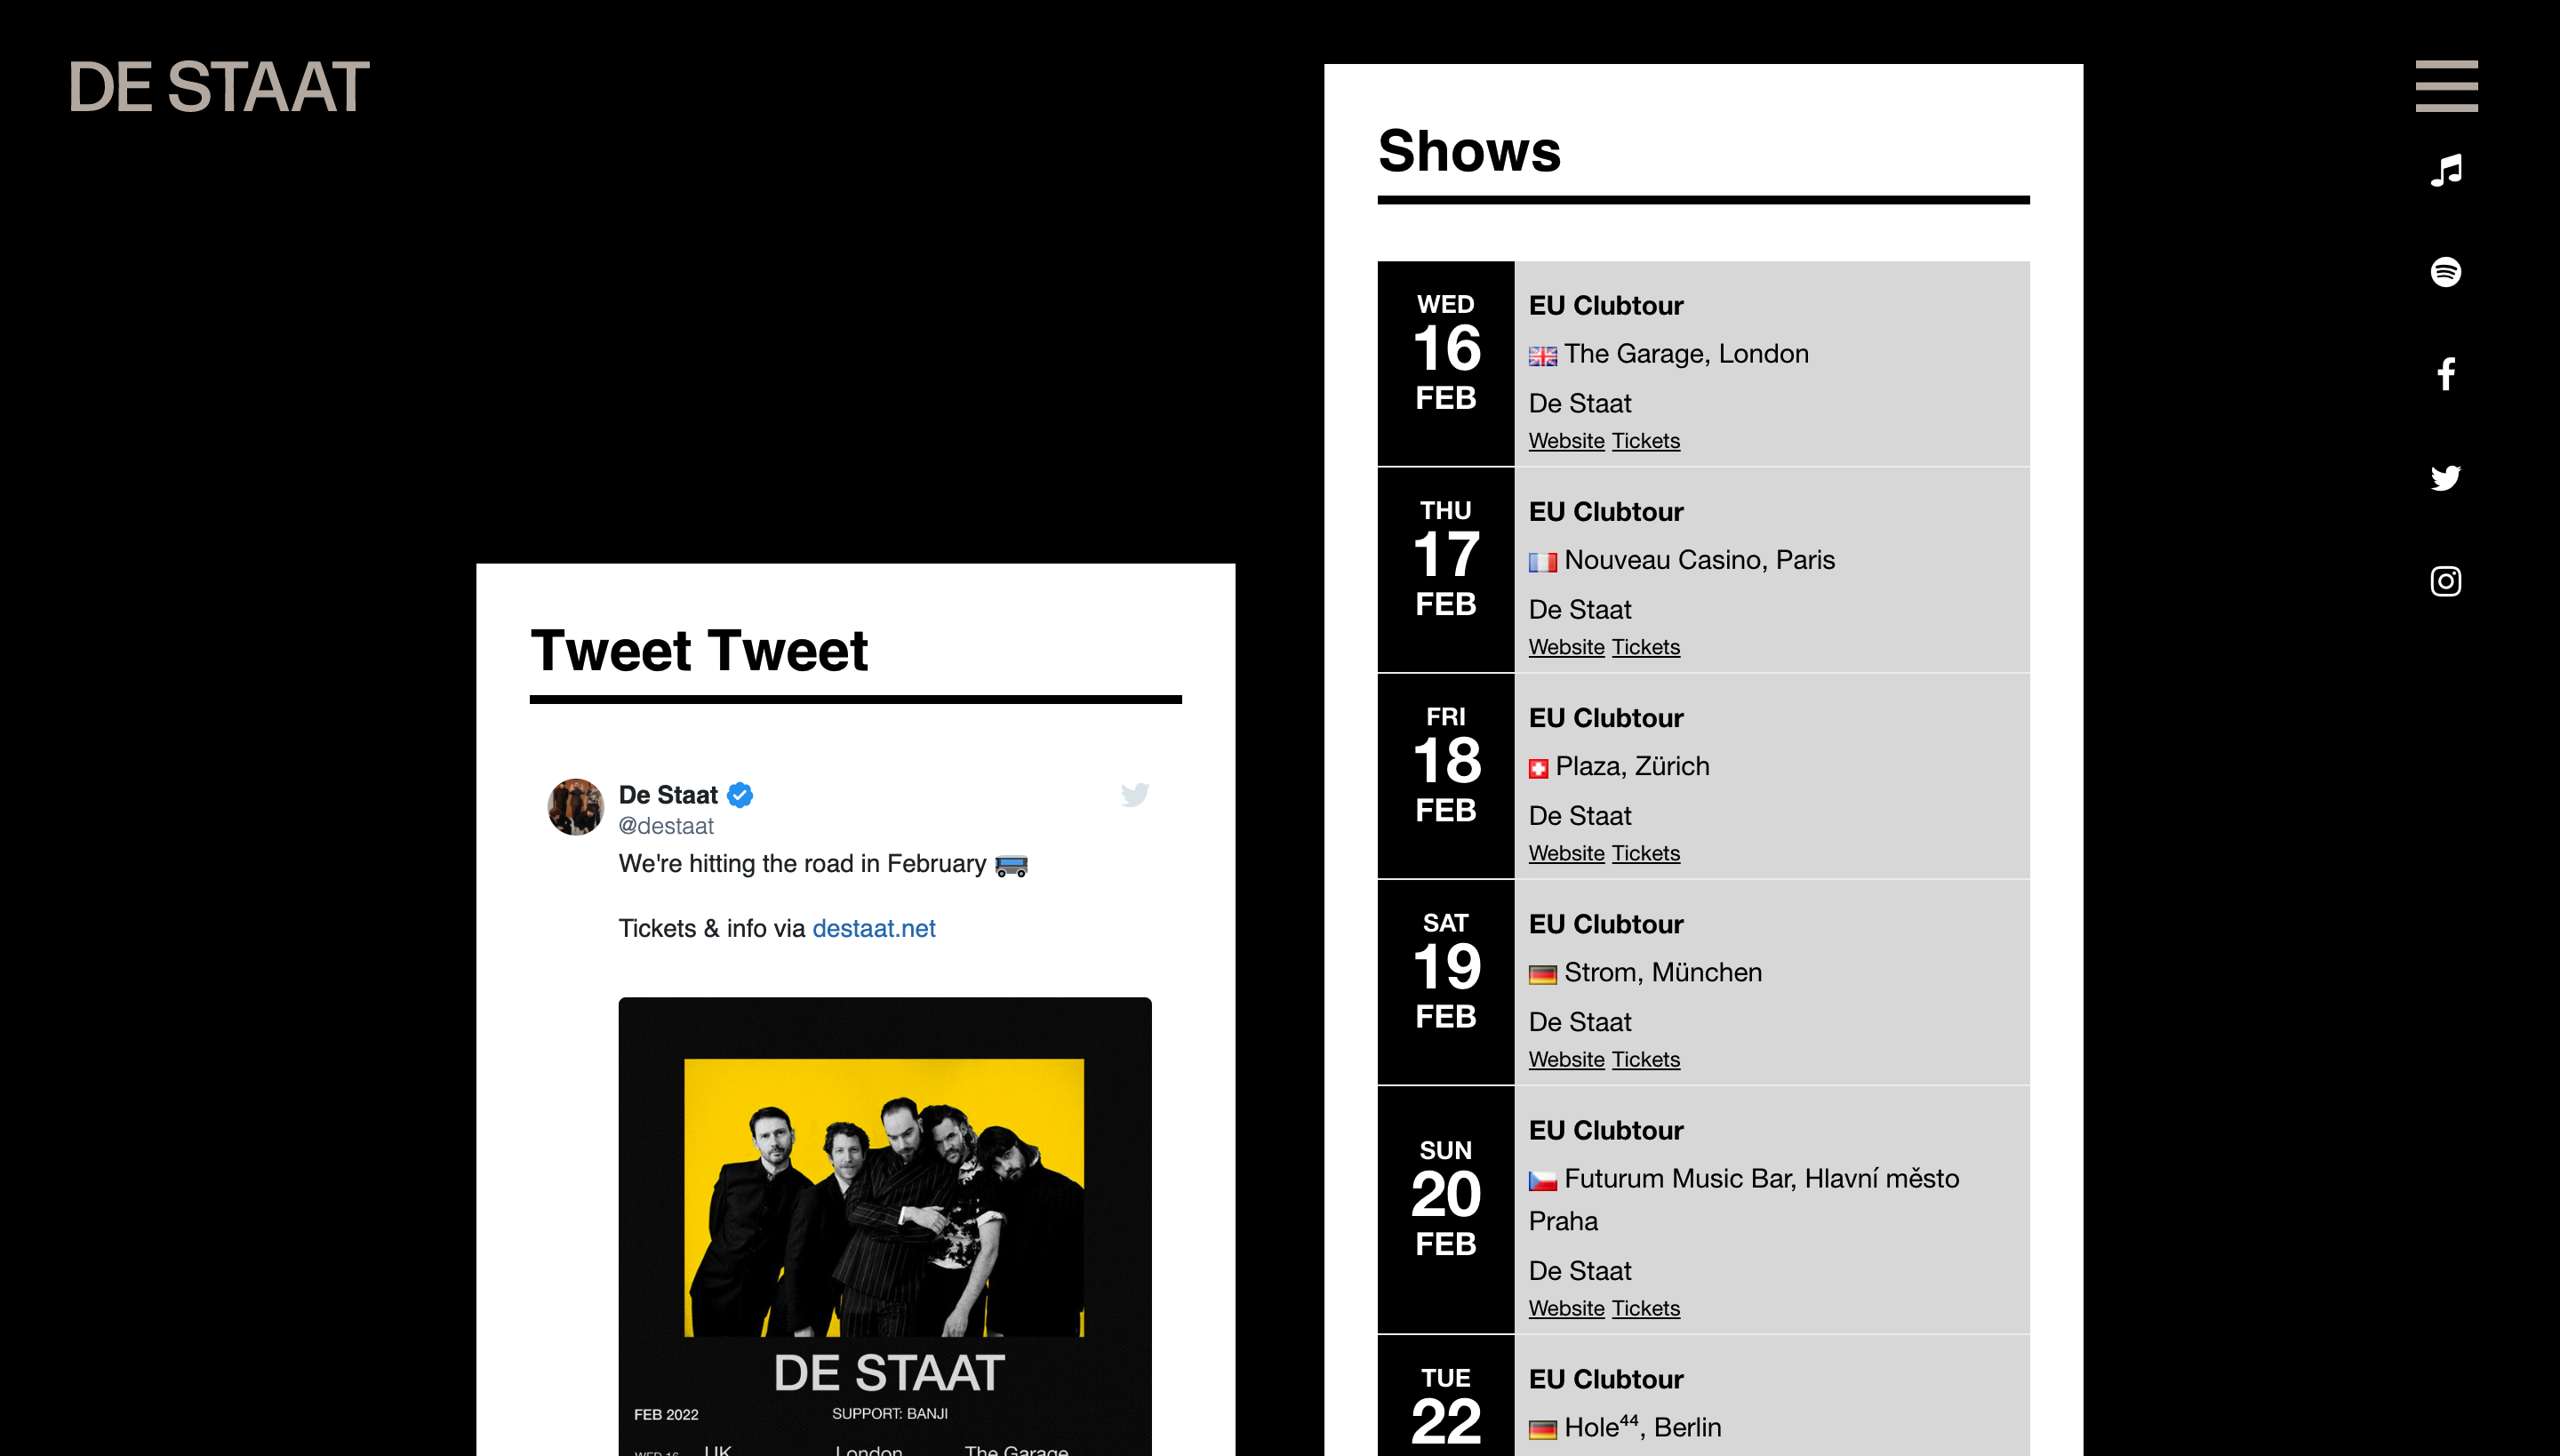 DE STAAT
Shows
WED
16
FEB
EU Clubtour
The Garage, London
De Staat
Website Tickets
THU
17
FEB
EU Clubtour
Nouveau Casino, Paris
De Staat
Website Tickets
FRI
18
FEB
EU Clubtour
Plaza, Zürich
De Staat
Website Tickets
SAT
19
FEB
EU Clubtour
Strom, München
De Staat
Website Tickets
SUN
20
FEB
EU Clubtour
Futurum Music Bar, Hlavní město
Praha
De Staat
Website Tickets
TUE
22
EU Clubtour
Hole⁴⁴, Berlin
Tweet Tweet
De Staat
@destaat
We're hitting the road in February
Tickets & info via destaat.net
DE STAAT
FEB 2022 SUPPORT: BANJI
WED 16 UK London The Garage